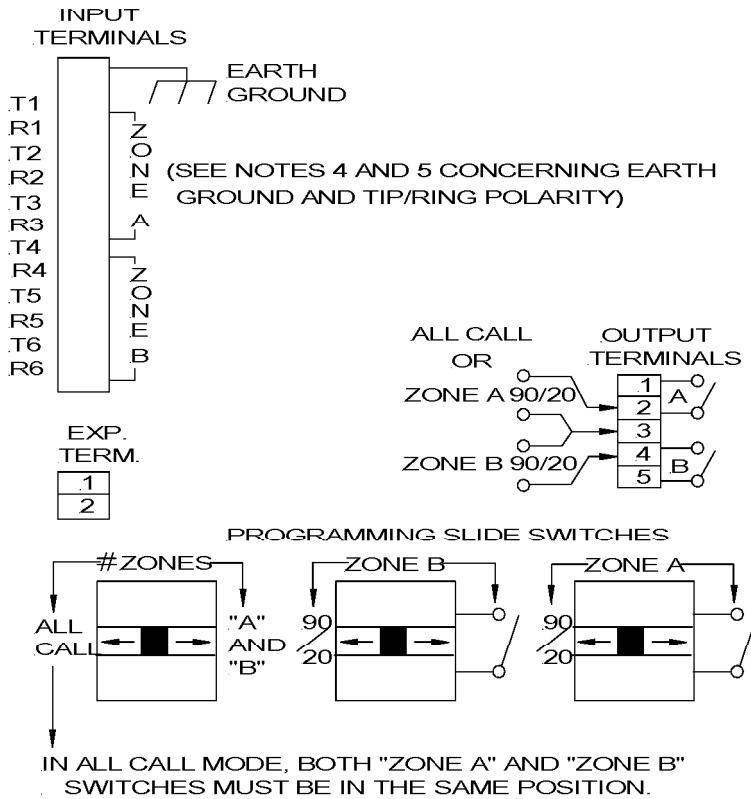 INPUT
TERMINALS
EARTH
GROUND
T1
R1
T2
R2
T3
R3
T4
R4
T5
R5
T6
R6
ZONE A
ZONE B
(SEE NOTES 4 AND 5 CONCERNING EARTH
GROUND AND TIP/RING POLARITY)
ALL CALL
OR
ZONE A 90/20
ZONE B 90/20
OUTPUT
TERMINALS
1
2
3
4
5
A
B
EXP.
TERM.
1
2
PROGRAMMING SLIDE SWITCHES
#ZONES
ALL
CALL
"A"
AND
"B"
ZONE B
90
20
ZONE A
90
20
IN ALL CALL MODE, BOTH "ZONE A" AND "ZONE B"
SWITCHES MUST BE IN THE SAME POSITION.